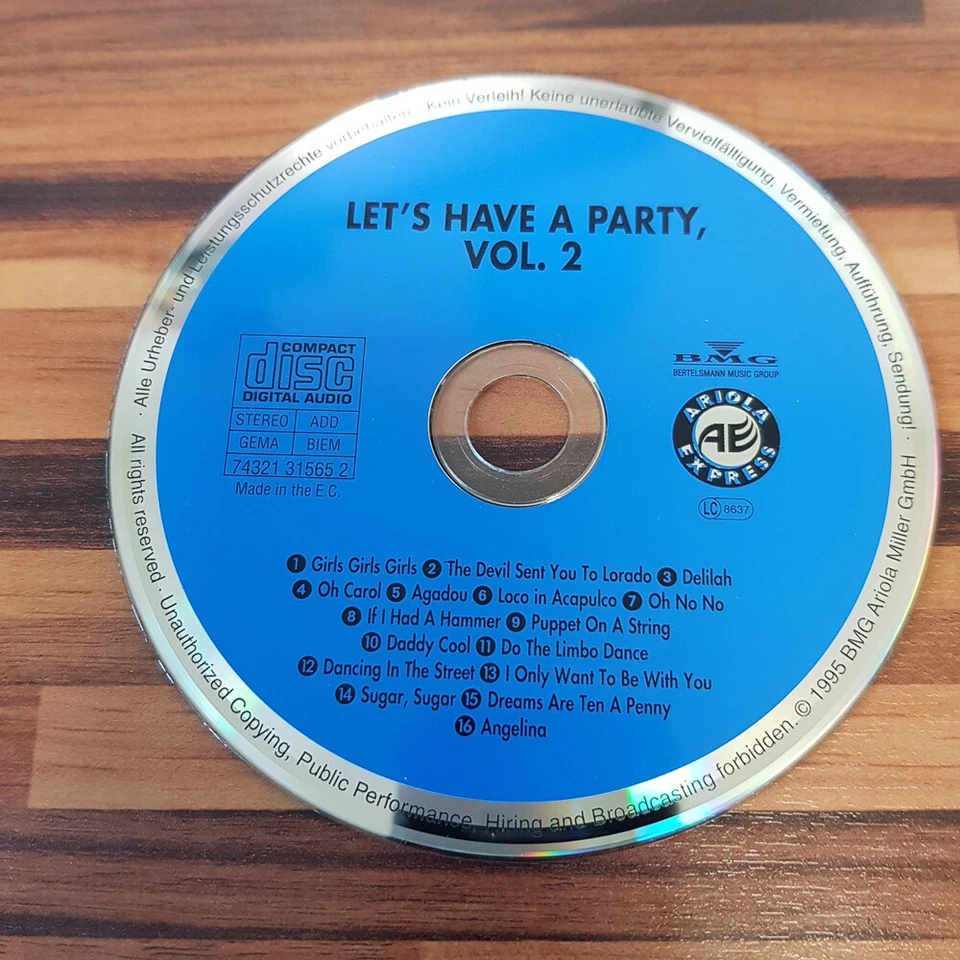 Alle Urheber- und Leistungsschutzrechte vorbehalten · Kein Verleih! Keine unerlaubte Vervielfältigung, Vermietung, Aufführung, Sendung! ·
LET'S HAVE A PARTY,
VOL. 2
COMPACT
disc
DIGITAL AUDIO
STEREO ADD
GEMA BIEM
74321 31565 2
Made in the E.C.
BMG
BERTELSMANN MUSIC GROUP
ARIOLA
AE
EXPRESS
LC 8637
1 Girls Girls Girls 2 The Devil Sent You To Lorado 3 Delilah
4 Oh Carol 5 Agadou 6 Loco in Acapulco 7 Oh No No
8 If I Had A Hammer 9 Puppet On A String
10 Daddy Cool 11 Do The Limbo Dance
12 Dancing In The Street 13 I Only Want To Be With You
14 Sugar, Sugar 15 Dreams Are Ten A Penny
16 Angelina
· All rights reserved · Unauthorized Copying, Public Performance, Hiring and Broadcasting forbidden. © 1995 BMG Ariola Miller GmbH ·